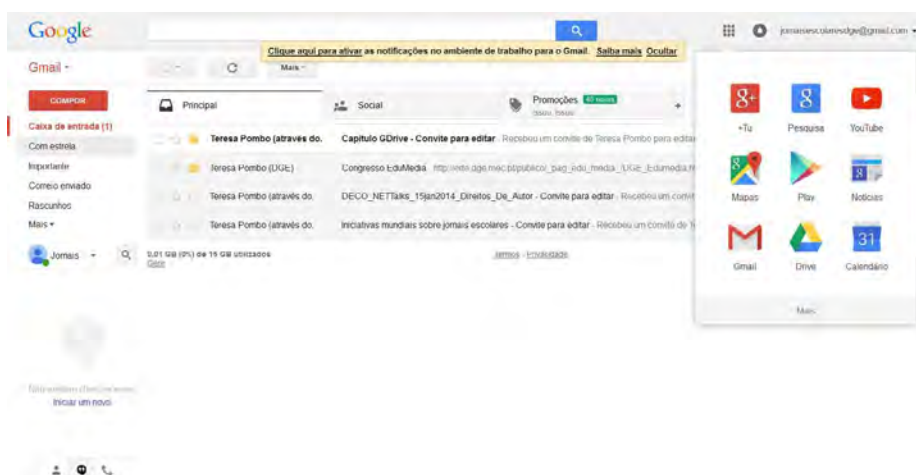 Google
Clique aqui para ativar as notificações no ambiente de trabalho para o Gmail. Saiba mais Ocultar
Gmail
Mais
COMPOR
Caixa de entrada (1)
Com estrela
Importante
Correio enviado
Rascunhos
Mais
Jornais
Principal
Social
Promoções
Teresa Pombo (através do. Capítulo GDrive - Convite para editar - Recebeu um convite de Teresa Pombo para editar
Teresa Pombo (DGE) Congresso EduMedia
Teresa Pombo (através do. DECO_NETTalks_15jan2014_Direitos_De_Autor - Convite para editar - Recebeu um
Teresa Pombo (através do. Iniciativas mundiais sobre jornais escolares - Convite para editar - Recebeu um convite de
0,01 GB (0%) de 15 GB utilizados
Gerir
Termos - Privacidade
Iniciar um novo.
+Tu Pesquisa YouTube
Mapas Play Notícias
31
Gmail Drive Calendário
Mais